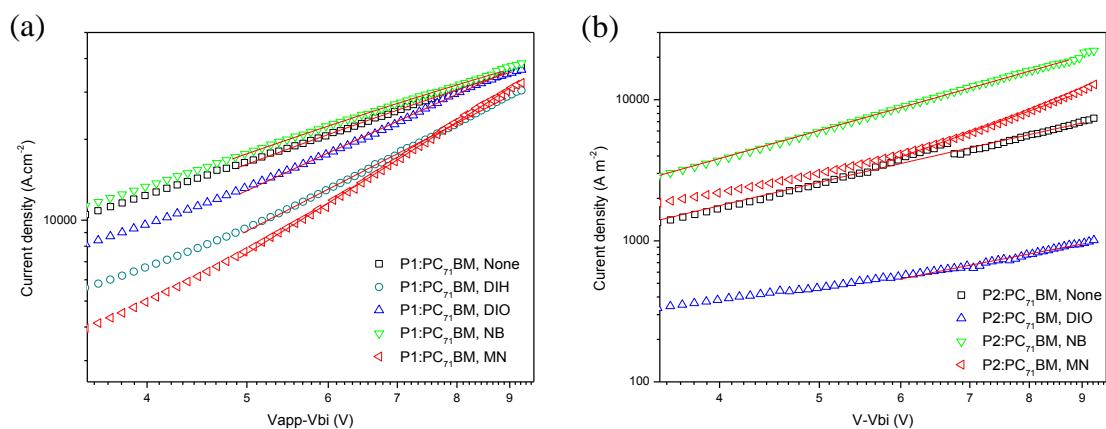 (a)
Current density (A.cm⁻²)
10000
P1:PC₇₁BM, None
P1:PC₇₁BM, DIH
P1:PC₇₁BM, DIO
P1:PC₇₁BM, NB
P1:PC₇₁BM, MN
4 5 6 7 8 9
Vapp-Vbi (V)
(b)
Curent density (A m⁻²)
10000
1000
100
P2:PC₇₁BM, None
P2:PC₇₁BM, DIO
P2:PC₇₁BM, NB
P2:PC₇₁BM, MN
4 5 6 7 8 9
V-Vbi (V)